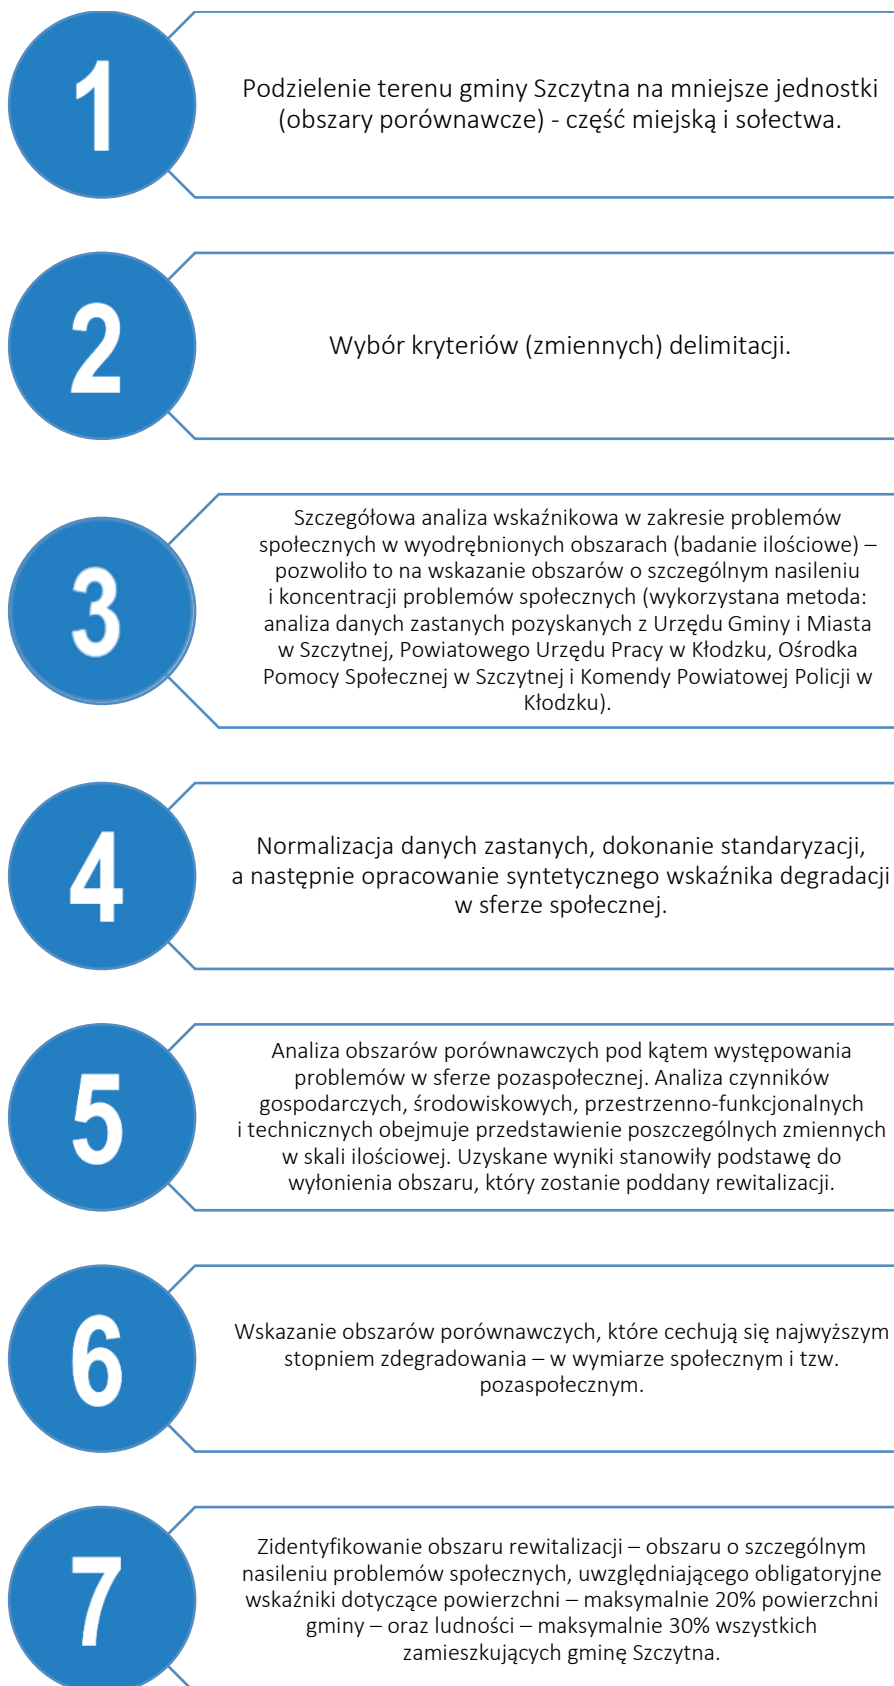 1
Podzielenie terenu gminy Szczytna na mniejsze jednostki
(obszary porównawcze) - część miejską i sołectwa.
2
Wybór kryteriów (zmiennych) delimitacji.
3
Szczegółowa analiza wskaźnikowa w zakresie problemów
społecznych w wyodrębnionych obszarach (badanie ilościowe) –
pozwoliło to na wskazanie obszarów o szczególnym nasileniu
i koncentracji problemów społecznych (wykorzystana metoda:
analiza danych zastanych pozyskanych z Urzędu Gminy i Miasta
w Szczytnej, Powiatowego Urzędu Pracy w Kłodzku, Ośrodka
Pomocy Społecznej w Szczytnej i Komendy Powiatowej Policji w
Kłodzku).
4
Normalizacja danych zastanych, dokonanie standaryzacji,
a następnie opracowanie syntetycznego wskaźnika degradacji
w sferze społecznej.
5
Analiza obszarów porównawczych pod kątem występowania
problemów w sferze pozaspołecznej. Analiza czynników
gospodarczych, środowiskowych, przestrzenno-funkcjonalnych
i technicznych obejmuje przedstawienie poszczególnych zmiennych
w skali ilościowej. Uzyskane wyniki stanowiły podstawę do
wyłonienia obszaru, który zostanie poddany rewitalizacji.
6
Wskazanie obszarów porównawczych, które cechują się najwyższym
stopniem zdegradowania – w wymiarze społecznym i tzw.
pozaspołecznym.
7
Zidentyfikowanie obszaru rewitalizacji – obszaru o szczególnym
nasileniu problemów społecznych, uwzględniającego obligatoryjne
wskaźniki dotyczące powierzchni – maksymalnie 20% powierzchni
gminy – oraz ludności – maksymalnie 30% wszystkich
zamieszkujących gminę Szczytna.